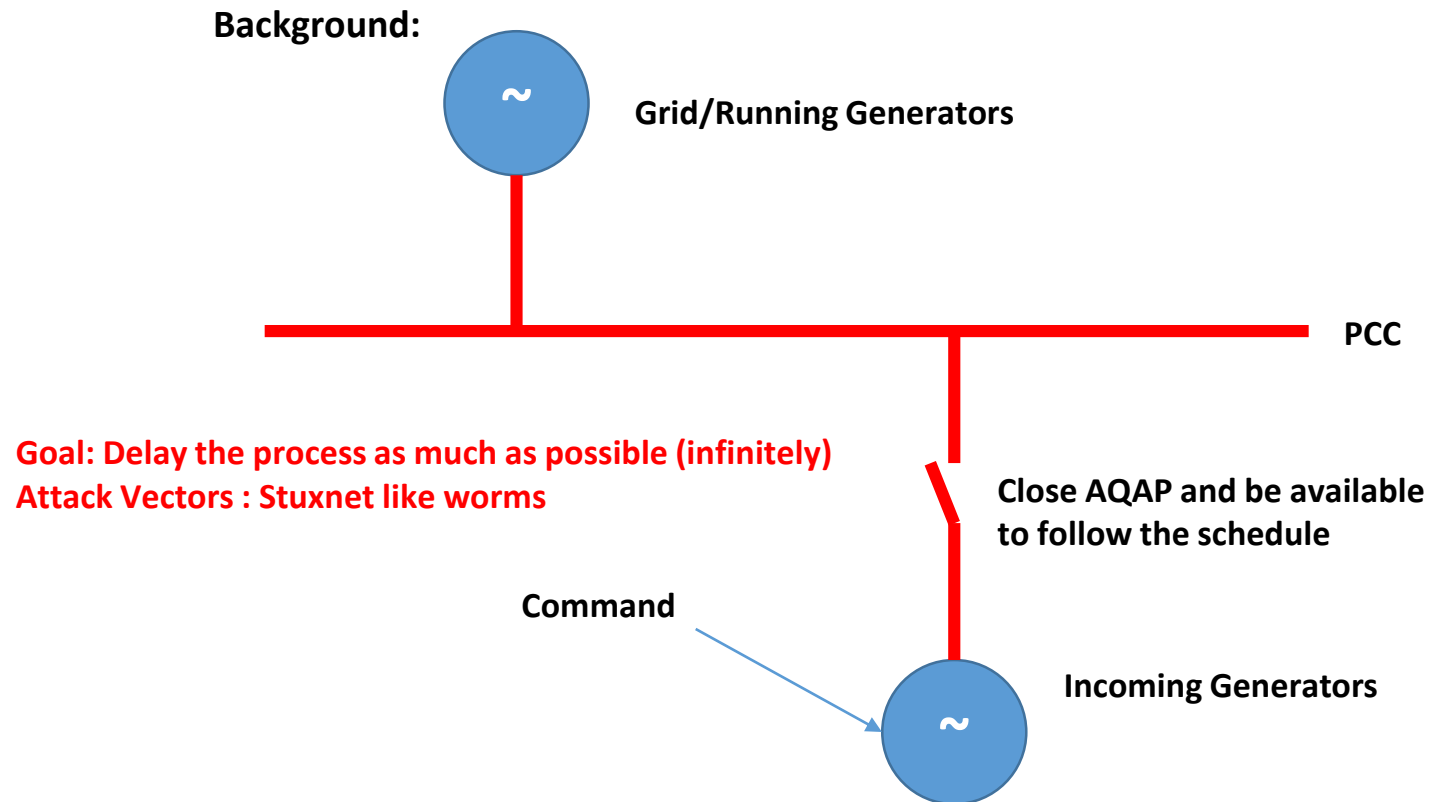 Background:
~
Grid/Running Generators
PCC
Goal: Delay the process as much as possible (infinitely)
Attack Vectors : Stuxnet like worms
Close AQAP and be available
to follow the schedule
Command
Incoming Generators
~